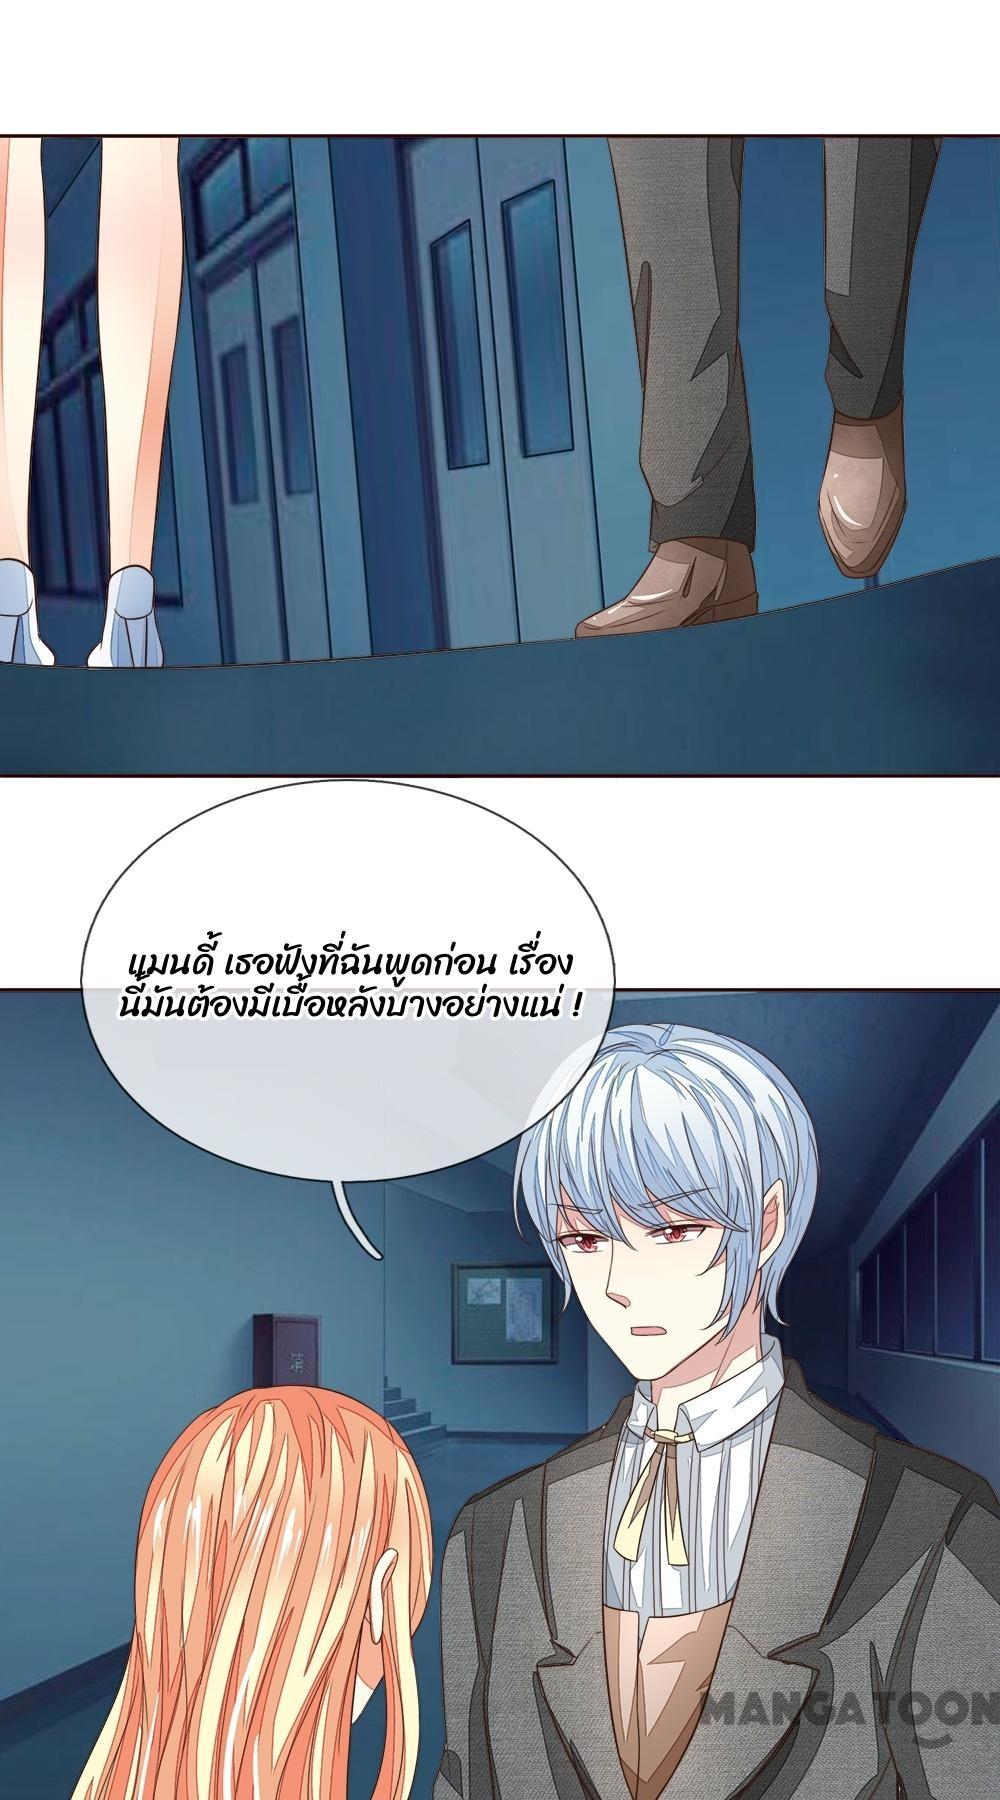 แมนดี้ เธอฟังที่ฉันพูดก่อน เรื่อง
นี้มันต้องมีเบื้อหลังบางอย่างแน่ !
MANGATOON